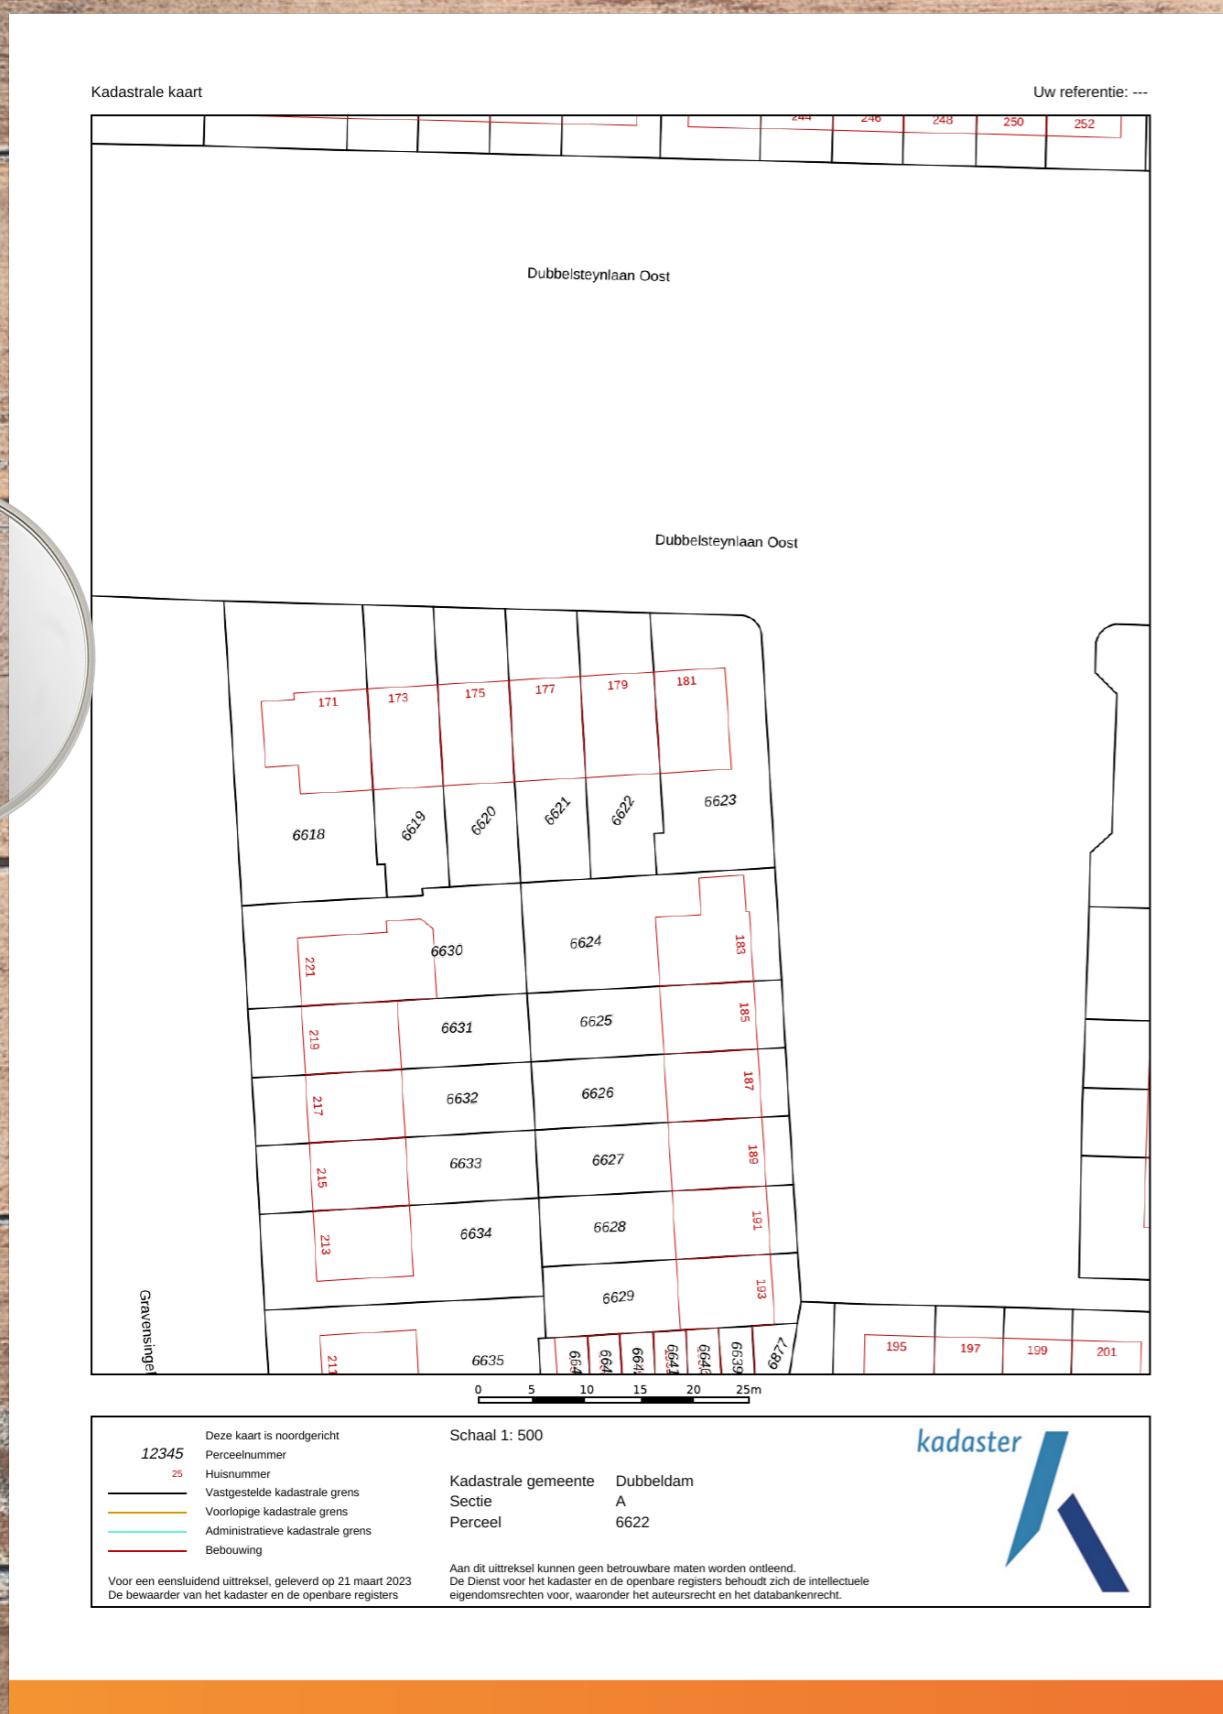 Kadastrale kaart
Uw referentie: ---
244 246 248 250 252
Dubbelsteynlaan Oost
Dubbelsteynlaan Oost
171 173 175 177 179 181
6618 6619 6620 6621 6622 6623
6630 6624 183
221
6631 6625 185
219
6632 6626 187
217
6633 6627 189
215
6634 6628 191
213
6629 193
Gravensingel
211 6635 6641 6639 6877
195 197 199 201
0 5 10 15 20 25m
Deze kaart is noordgericht
12345 Perceelnummer
25 Huisnummer
Vastgestelde kadastrale grens
Voorlopige kadastrale grens
Administratieve kadastrale grens
Bebouwing
Voor een eensluidend uittreksel, geleverd op 21 maart 2023
De bewaarder van het kadaster en de openbare registers
Schaal 1: 500
Kadastrale gemeente Dubbeldam
Sectie A
Perceel 6622
Aan dit uittreksel kunnen geen betrouwbare maten worden ontleend.
De Dienst voor het kadaster en de openbare registers behoudt zich de intellectuele
eigendomsrechten voor, waaronder het auteursrecht en het databankenrecht.
kadaster